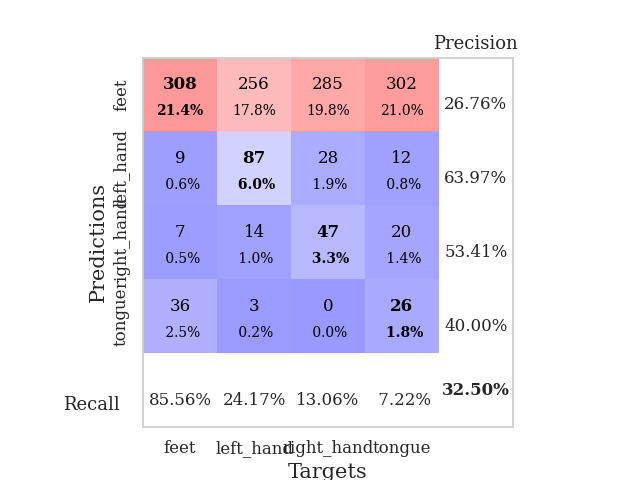 Precision
feet
308 256 285 302
21.4% 17.8% 19.8% 21.0%
26.76%
left_hand
9 87 28 12
0.6% 6.0% 1.9% 0.8%
63.97%
right_hand
7 14 47 20
0.5% 1.0% 3.3% 1.4%
53.41%
tongue
36 3 0 26
2.5% 0.2% 0.0% 1.8%
40.00%
Predictions
Recall
85.56% 24.17% 13.06% 7.22% 32.50%
feet left_hand right_hand tongue
Targets